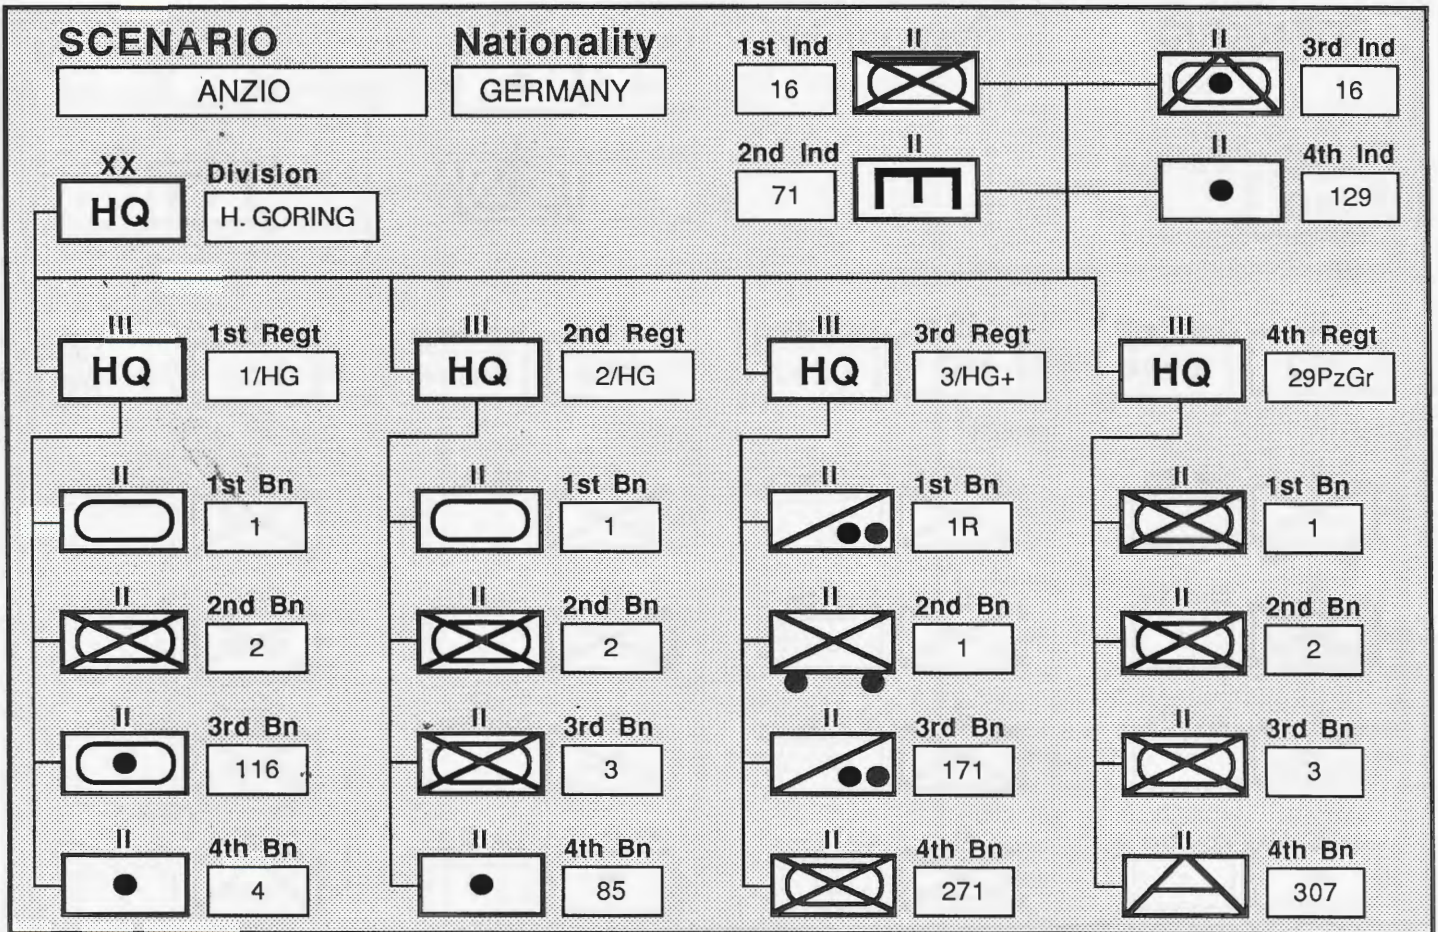 SCENARIO
ANZIO
Nationality
GERMANY
1st Ind
16
II
II
3rd Ind
16
2nd Ind
71
II
II
4th Ind
129
XX
HQ
Division
H. GORING
III
HQ
1st Regt
1/HG
III
HQ
2nd Regt
2/HG
III
HQ
3rd Regt
3/HG+
III
HQ
4th Regt
29PzGr
II
1st Bn
1
II
1st Bn
1
II
1st Bn
1R
II
1st Bn
1
II
2nd Bn
2
II
2nd Bn
2
II
2nd Bn
1
II
2nd Bn
2
II
3rd Bn
116
II
3rd Bn
3
II
3rd Bn
171
II
3rd Bn
3
II
4th Bn
4
II
4th Bn
85
II
4th Bn
271
II
4th Bn
307